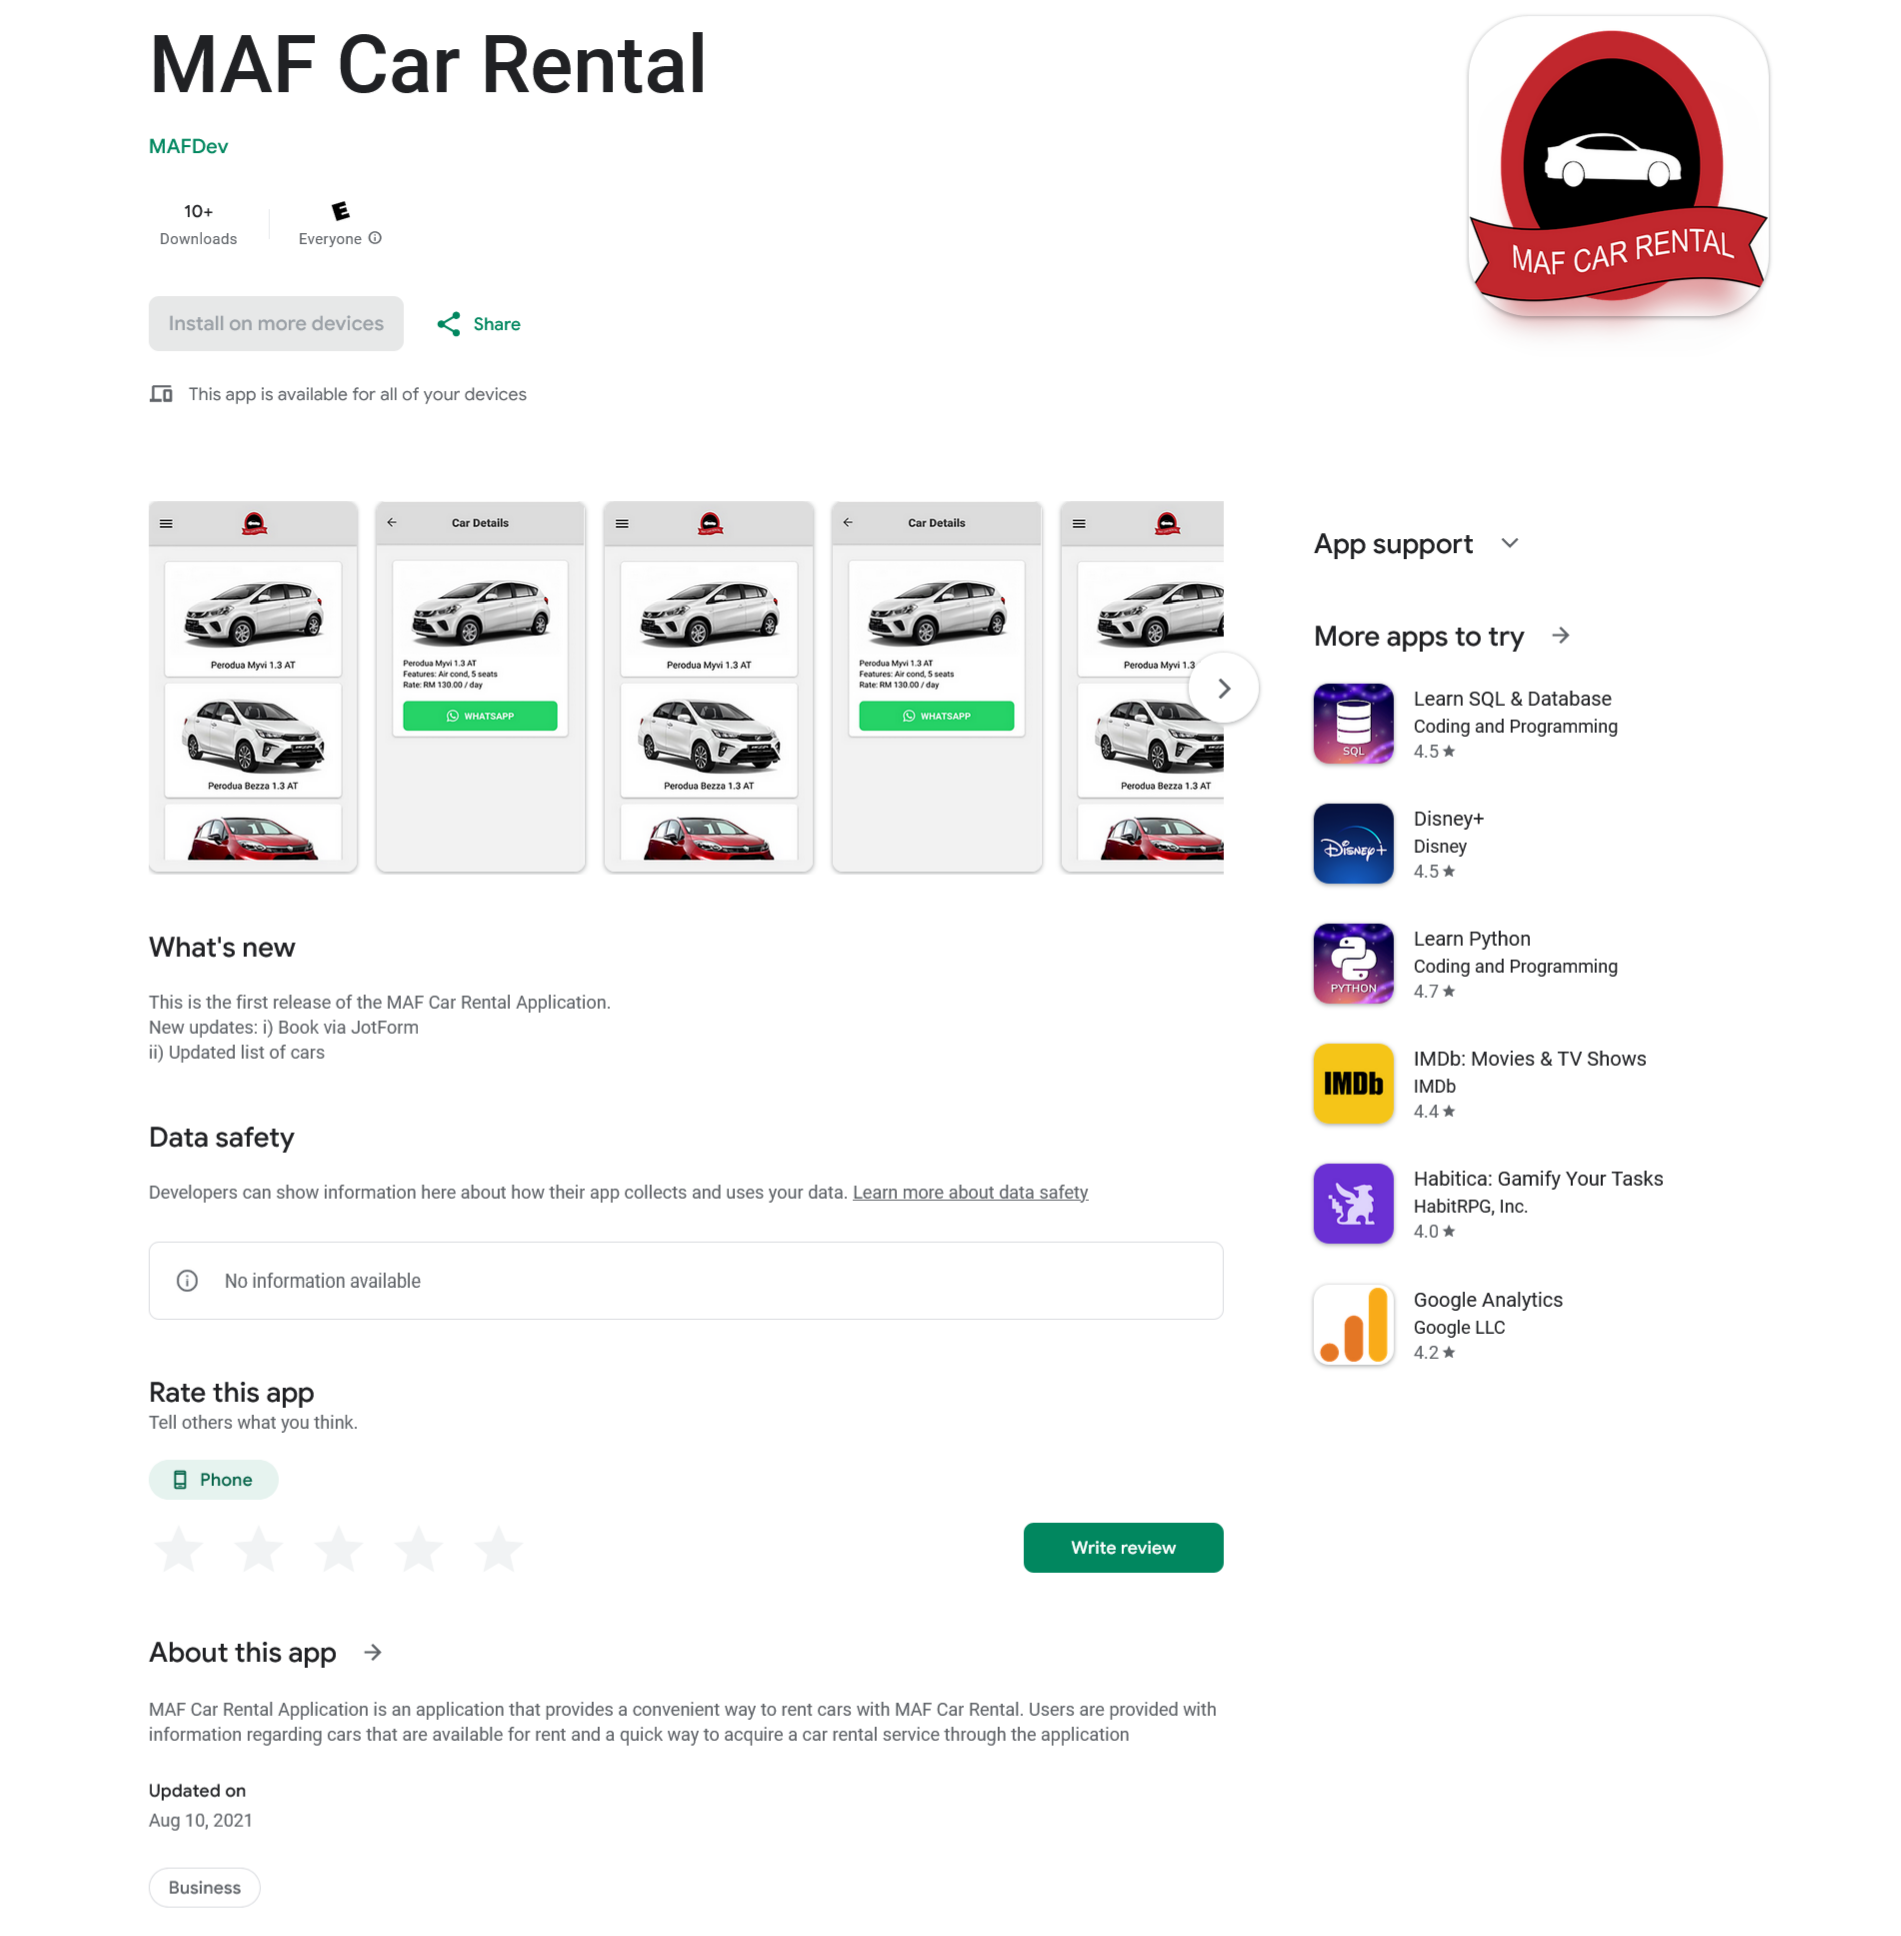 MAF Car Rental
MAFDev
10+
Downloads
E
Everyone
Install on more devices
Share
This app is available for all of your devices
MAF CAR RENTAL
Perodua Myvi 1.3 AT
Perodua Bezza 1.3 AT
Car Details
Perodua Myvi 1.3 AT
Features: Air cond, 5 seats
Rate: RM 130.00 / day
WHATSAPP
Perodua Myvi 1.3 AT
Perodua Bezza 1.3 AT
Car Details
Perodua Myvi 1.3 AT
Features: Air cond, 5 seats
Rate: RM 130.00 / day
WHATSAPP
Perodua Myvi 1.3
Perodua Bezza 1.3 AT
What's new
This is the first release of the MAF Car Rental Application.
New updates: i) Book via JotForm
ii) Updated list of cars
Data safety
Developers can show information here about how their app collects and uses your data. Learn more about data safety
No information available
Rate this app
Tell others what you think.
Phone
Write review
About this app
MAF Car Rental Application is an application that provides a convenient way to rent cars with MAF Car Rental. Users are provided with
information regarding cars that are available for rent and a quick way to acquire a car rental service through the application
Updated on
Aug 10, 2021
Business
App support
More apps to try
SQL
Learn SQL & Database
Coding and Programming
4.5
Disney+
Disney+
Disney
4.5
PYTHON
Learn Python
Coding and Programming
4.7
IMDb
IMDb: Movies & TV Shows
IMDb
4.4
Habitica: Gamify Your Tasks
HabitRPG, Inc.
4.0
Google Analytics
Google LLC
4.2